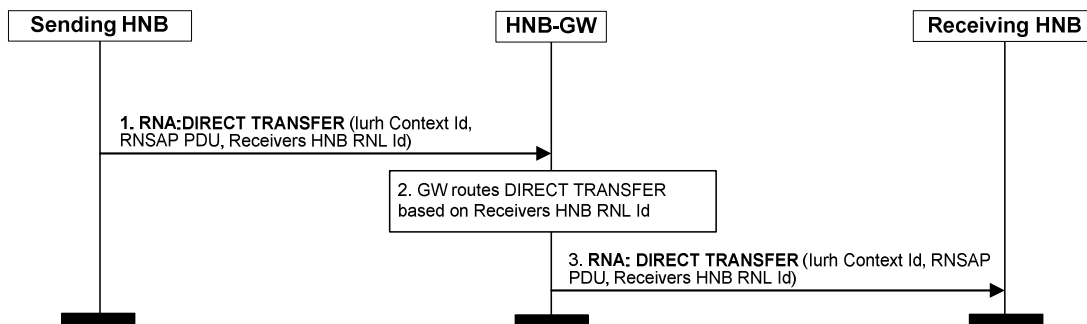 Sending HNB
HNB-GW
Receiving HNB
1. RNA:DIRECT TRANSFER (Iurh Context Id,
RNSAP PDU, Receivers HNB RNL Id)
2. GW routes DIRECT TRANSFER
based on Receivers HNB RNL Id
3. RNA: DIRECT TRANSFER (Iurh Context Id, RNSAP
PDU, Receivers HNB RNL Id)